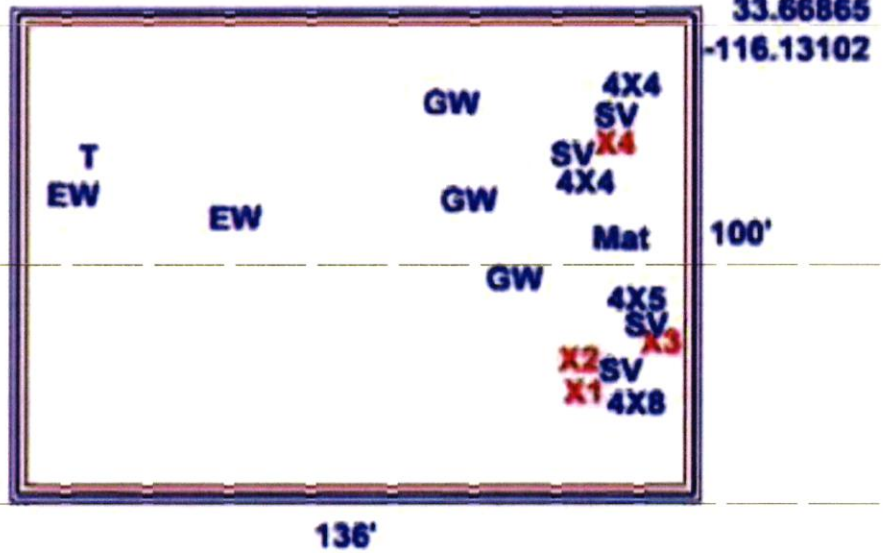 33.66865
-116.13102
4X4
GW
SV
X4
SV
T
4X4
EW
GW
EW
Mat
100'
GW
4X5
SV
X3
X2
SV
X1
4X8
136'